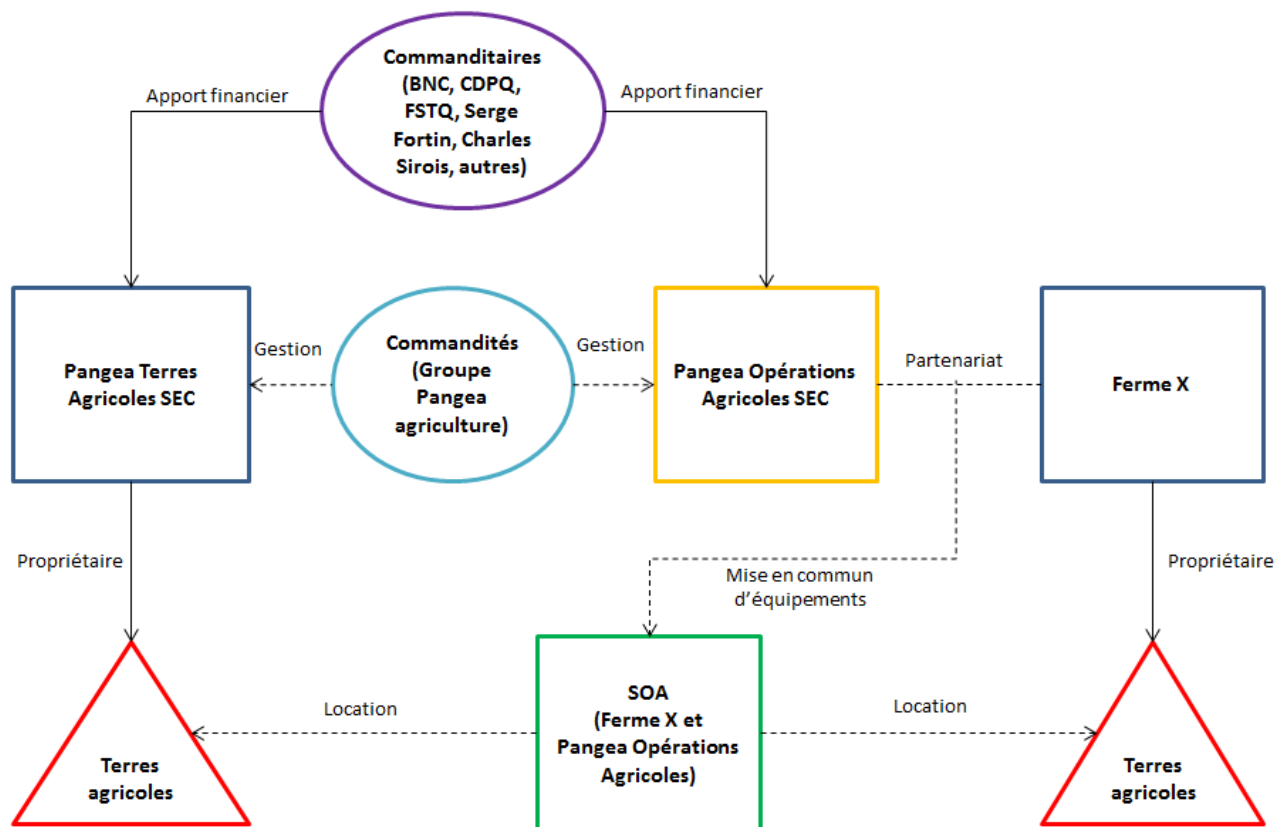 Commanditaires
(BNC, CDPQ,
FSTQ, Serge
Fortin, Charles
Sirois, autres)
Apport financier
Apport financier
Pangea Terres
Agricoles SEC
Gestion
Commandités
(Groupe
Pangea
agriculture)
Gestion
Pangea Opérations
Agricoles SEC
Partenariat
Ferme X
Propriétaire
Mise en commun
d’équipements
Propriétaire
Terres
agricoles
Location
SOA
(Ferme X et
Pangea Opérations
Agricoles)
Location
Terres
agricoles